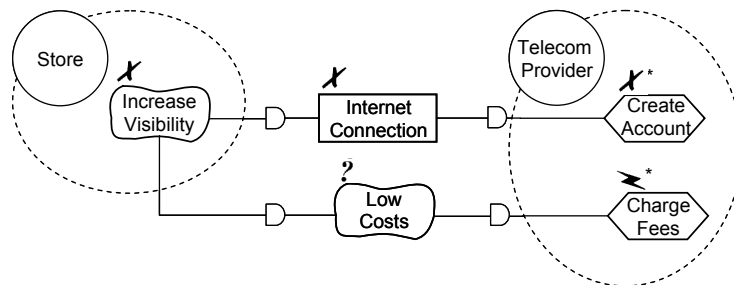 Store
Telecom
Provider
Increase
Visibility
Internet
Connection
*
Create
Account
?
Low
Costs
*
Charge
Fees